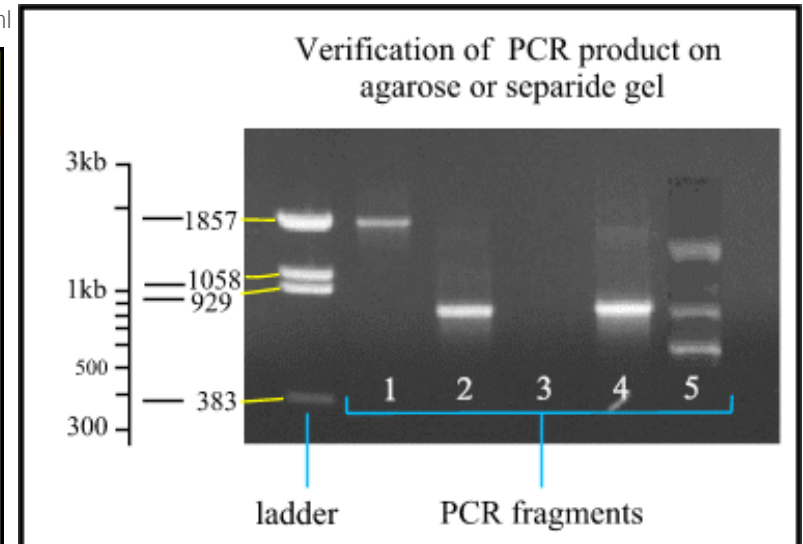 nl
Verification of PCR product on
agarose or separide gel
3kb
1857
1058
1kb
929
500
383
300
1 2 3 4 5
ladder
PCR fragments